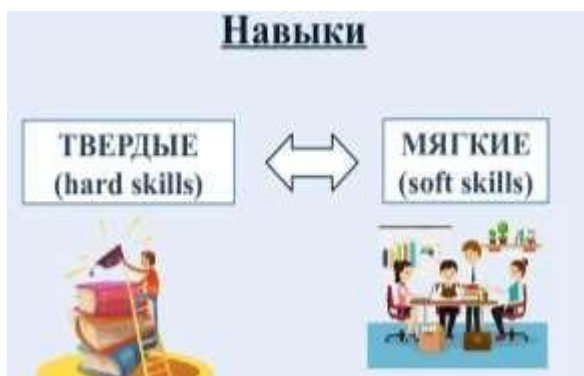 Навыки
ТВЕРДЫЕ
(hard skills)
МЯГКИЕ
(soft skills)